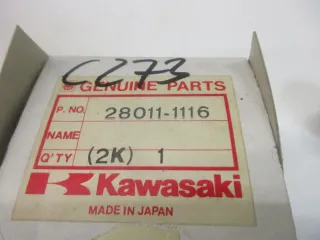 C273
GENUINE PARTS
P. NO. 28011-1116
NAME
Q'TY (2K) 1
Kawasaki
MADE IN JAPAN